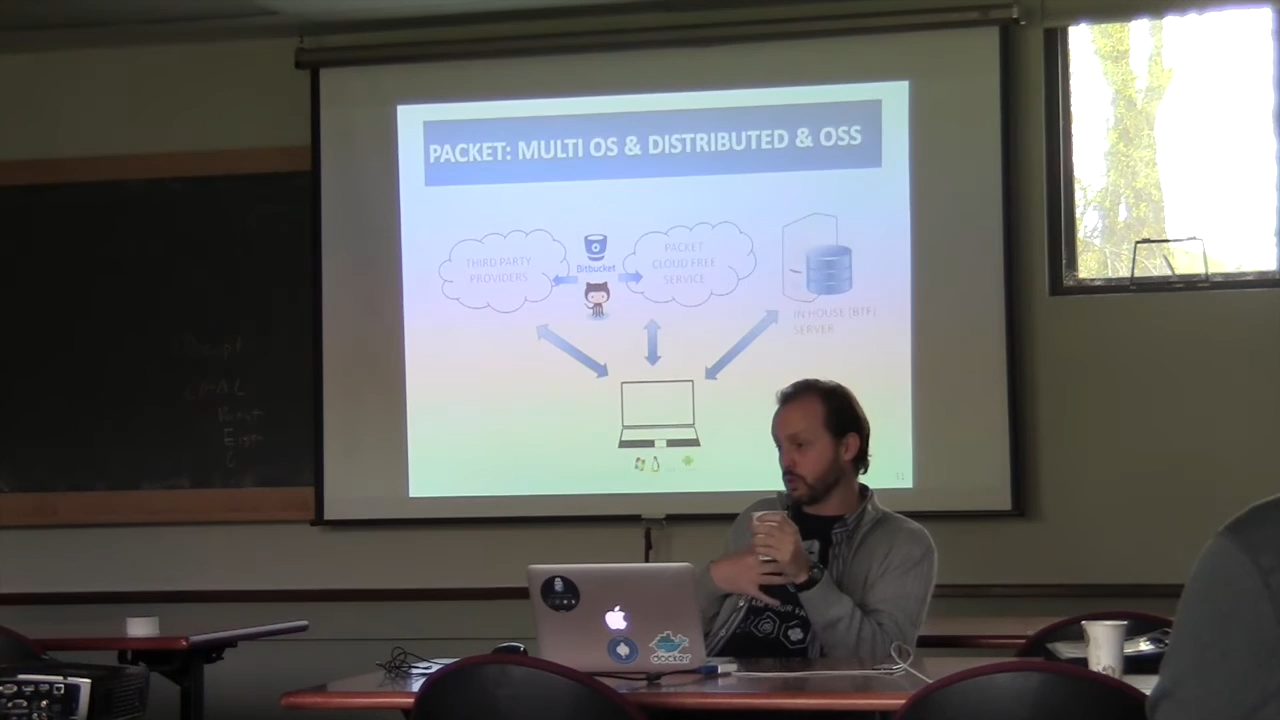 PACKET: MULTI OS & DISTRIBUTED & OSS
THIRD PARTY
PROVIDERS
Bitbucket
PACKET
CLOUD FREE
SERVICE
IN HOUSE (BTF)
SERVER
docker